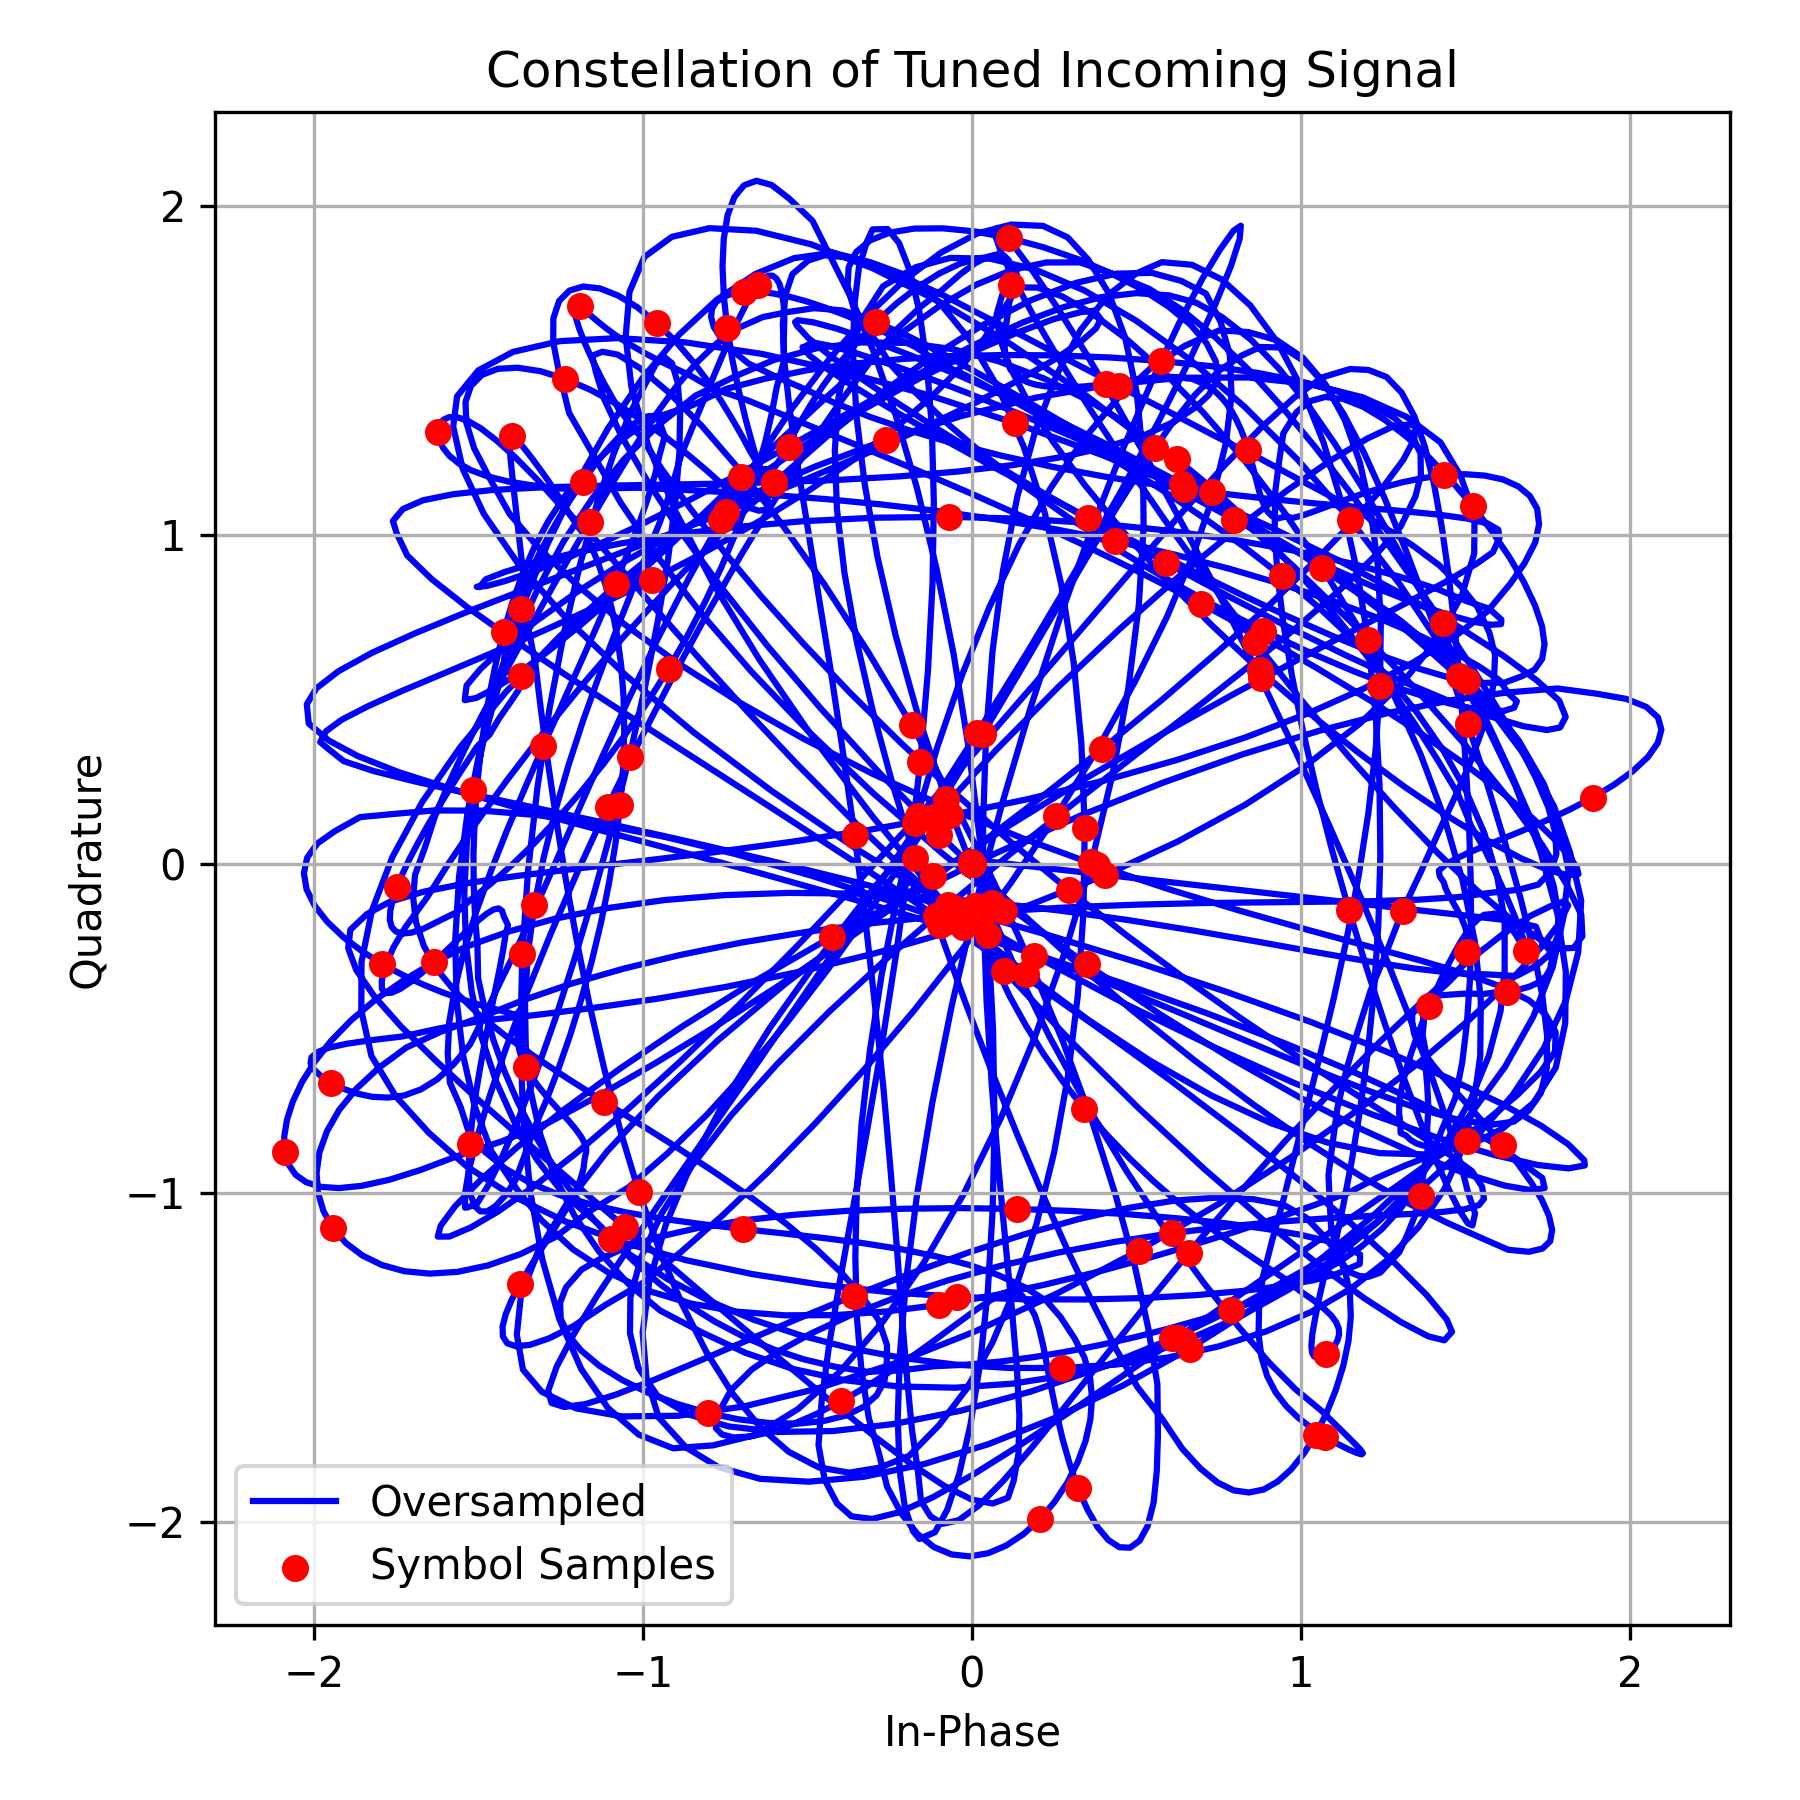 Constellation of Tuned Incoming Signal
2
1
0
−1
−2
Quadrature
Oversampled
Symbol Samples
−2 −1 0 1 2
In-Phase